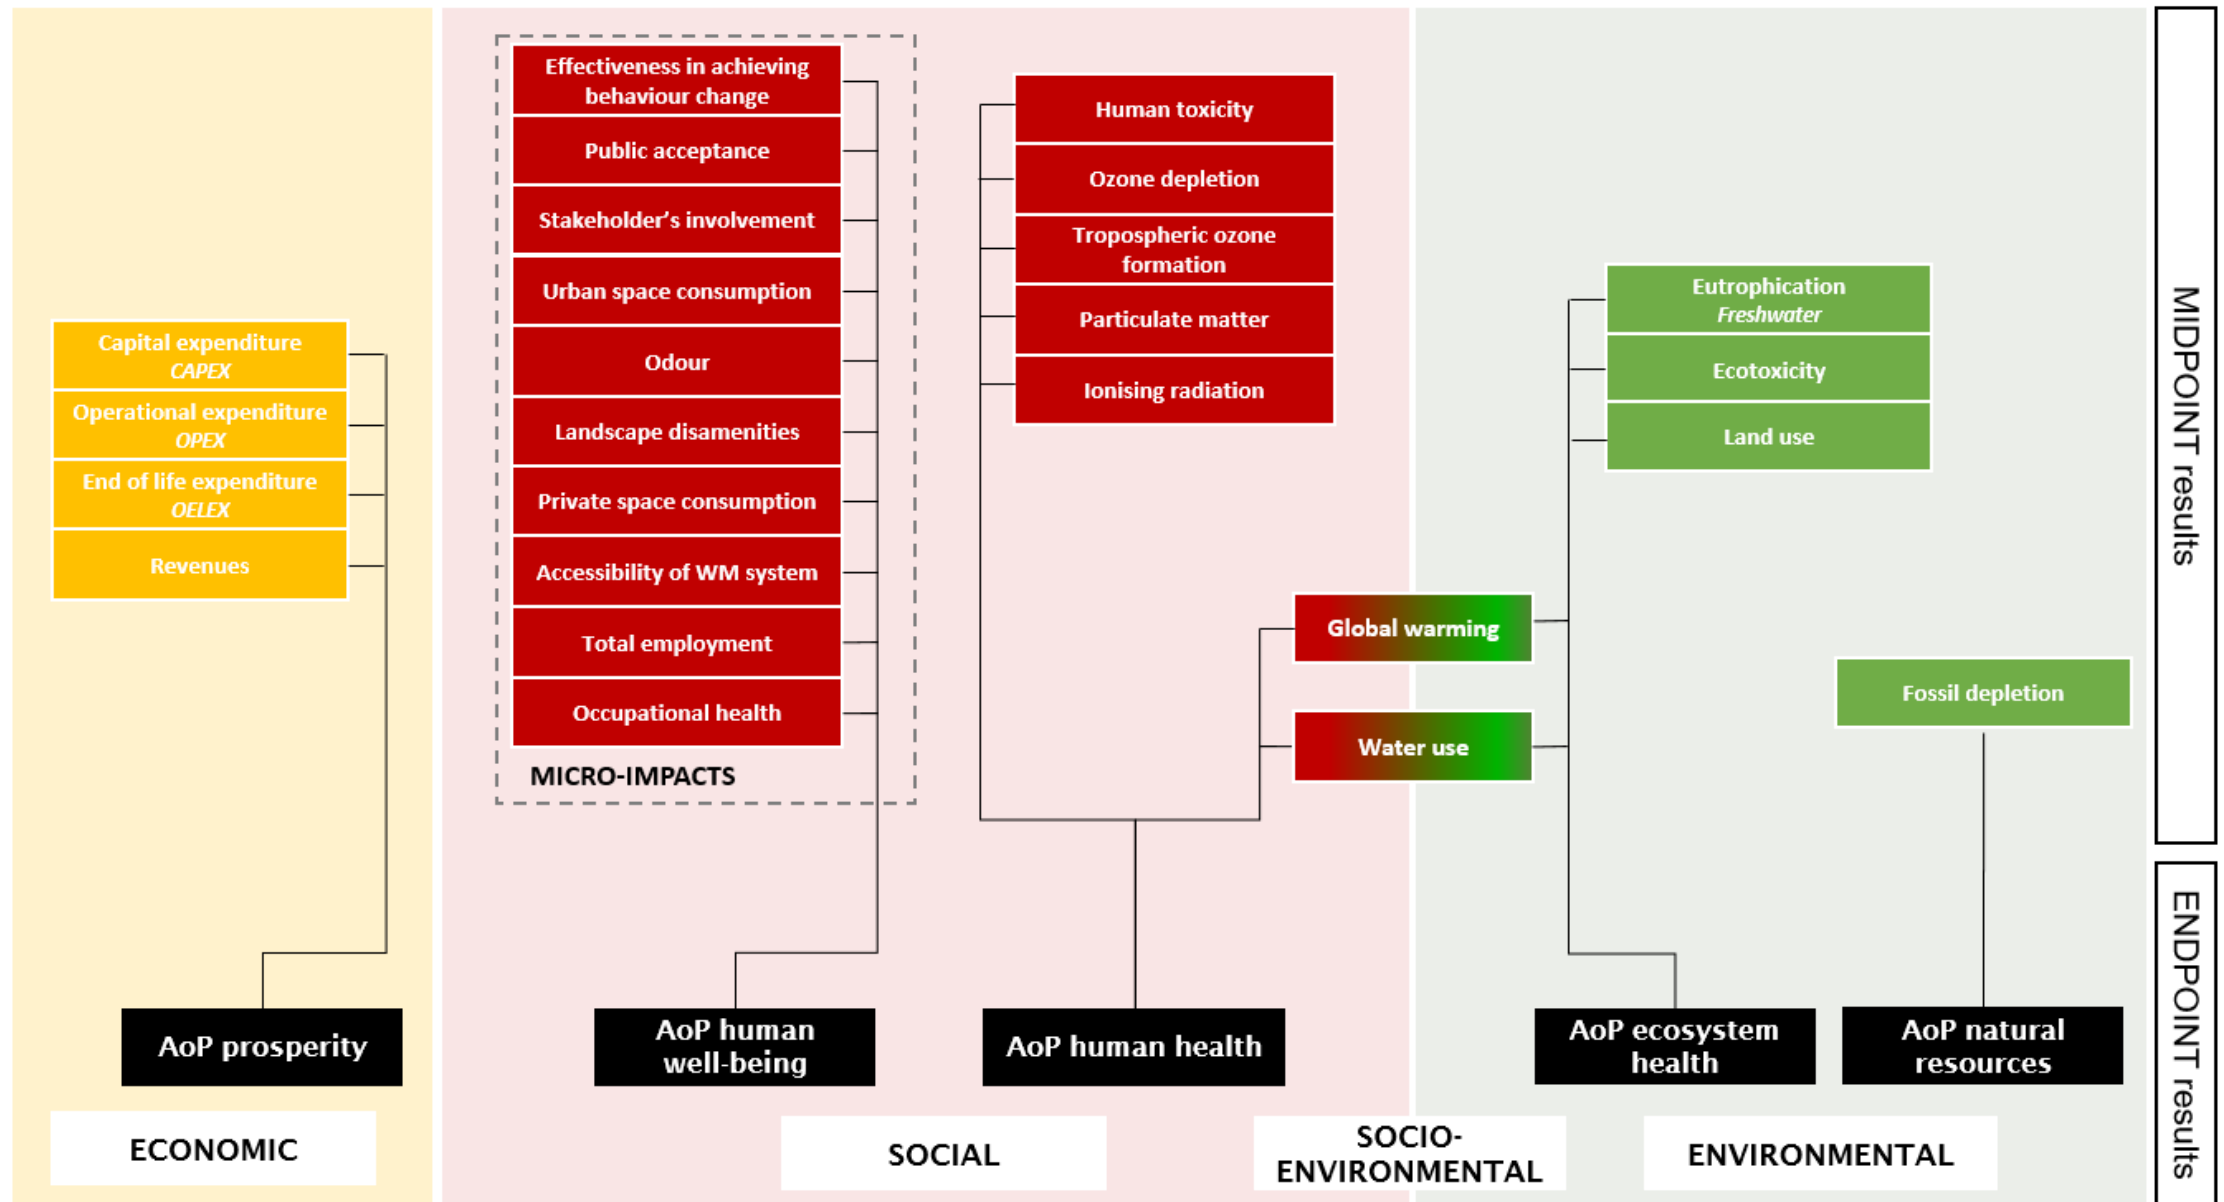 Capital expenditure
CAPEX
Operational expenditure
OPEX
End of life expenditure
OELEX
Revenues
Effectiveness in achieving
behaviour change
Public acceptance
Stakeholder’s involvement
Urban space consumption
Odour
Landscape disamenities
Private space consumption
Accessibility of WM system
Total employment
Occupational health
MICRO-IMPACTS
Human toxicity
Ozone depletion
Tropospheric ozone
formation
Particulate matter
Ionising radiation
Global warming
Water use
Eutrophication
Freshwater
Ecotoxicity
Land use
Fossil depletion
MIDPOINT results
AoP prosperity
AoP human
well-being
AoP human health
AoP ecosystem
health
AoP natural
resources
ENDPOINT results
ECONOMIC
SOCIAL
SOCIO-
ENVIRONMENTAL
ENVIRONMENTAL